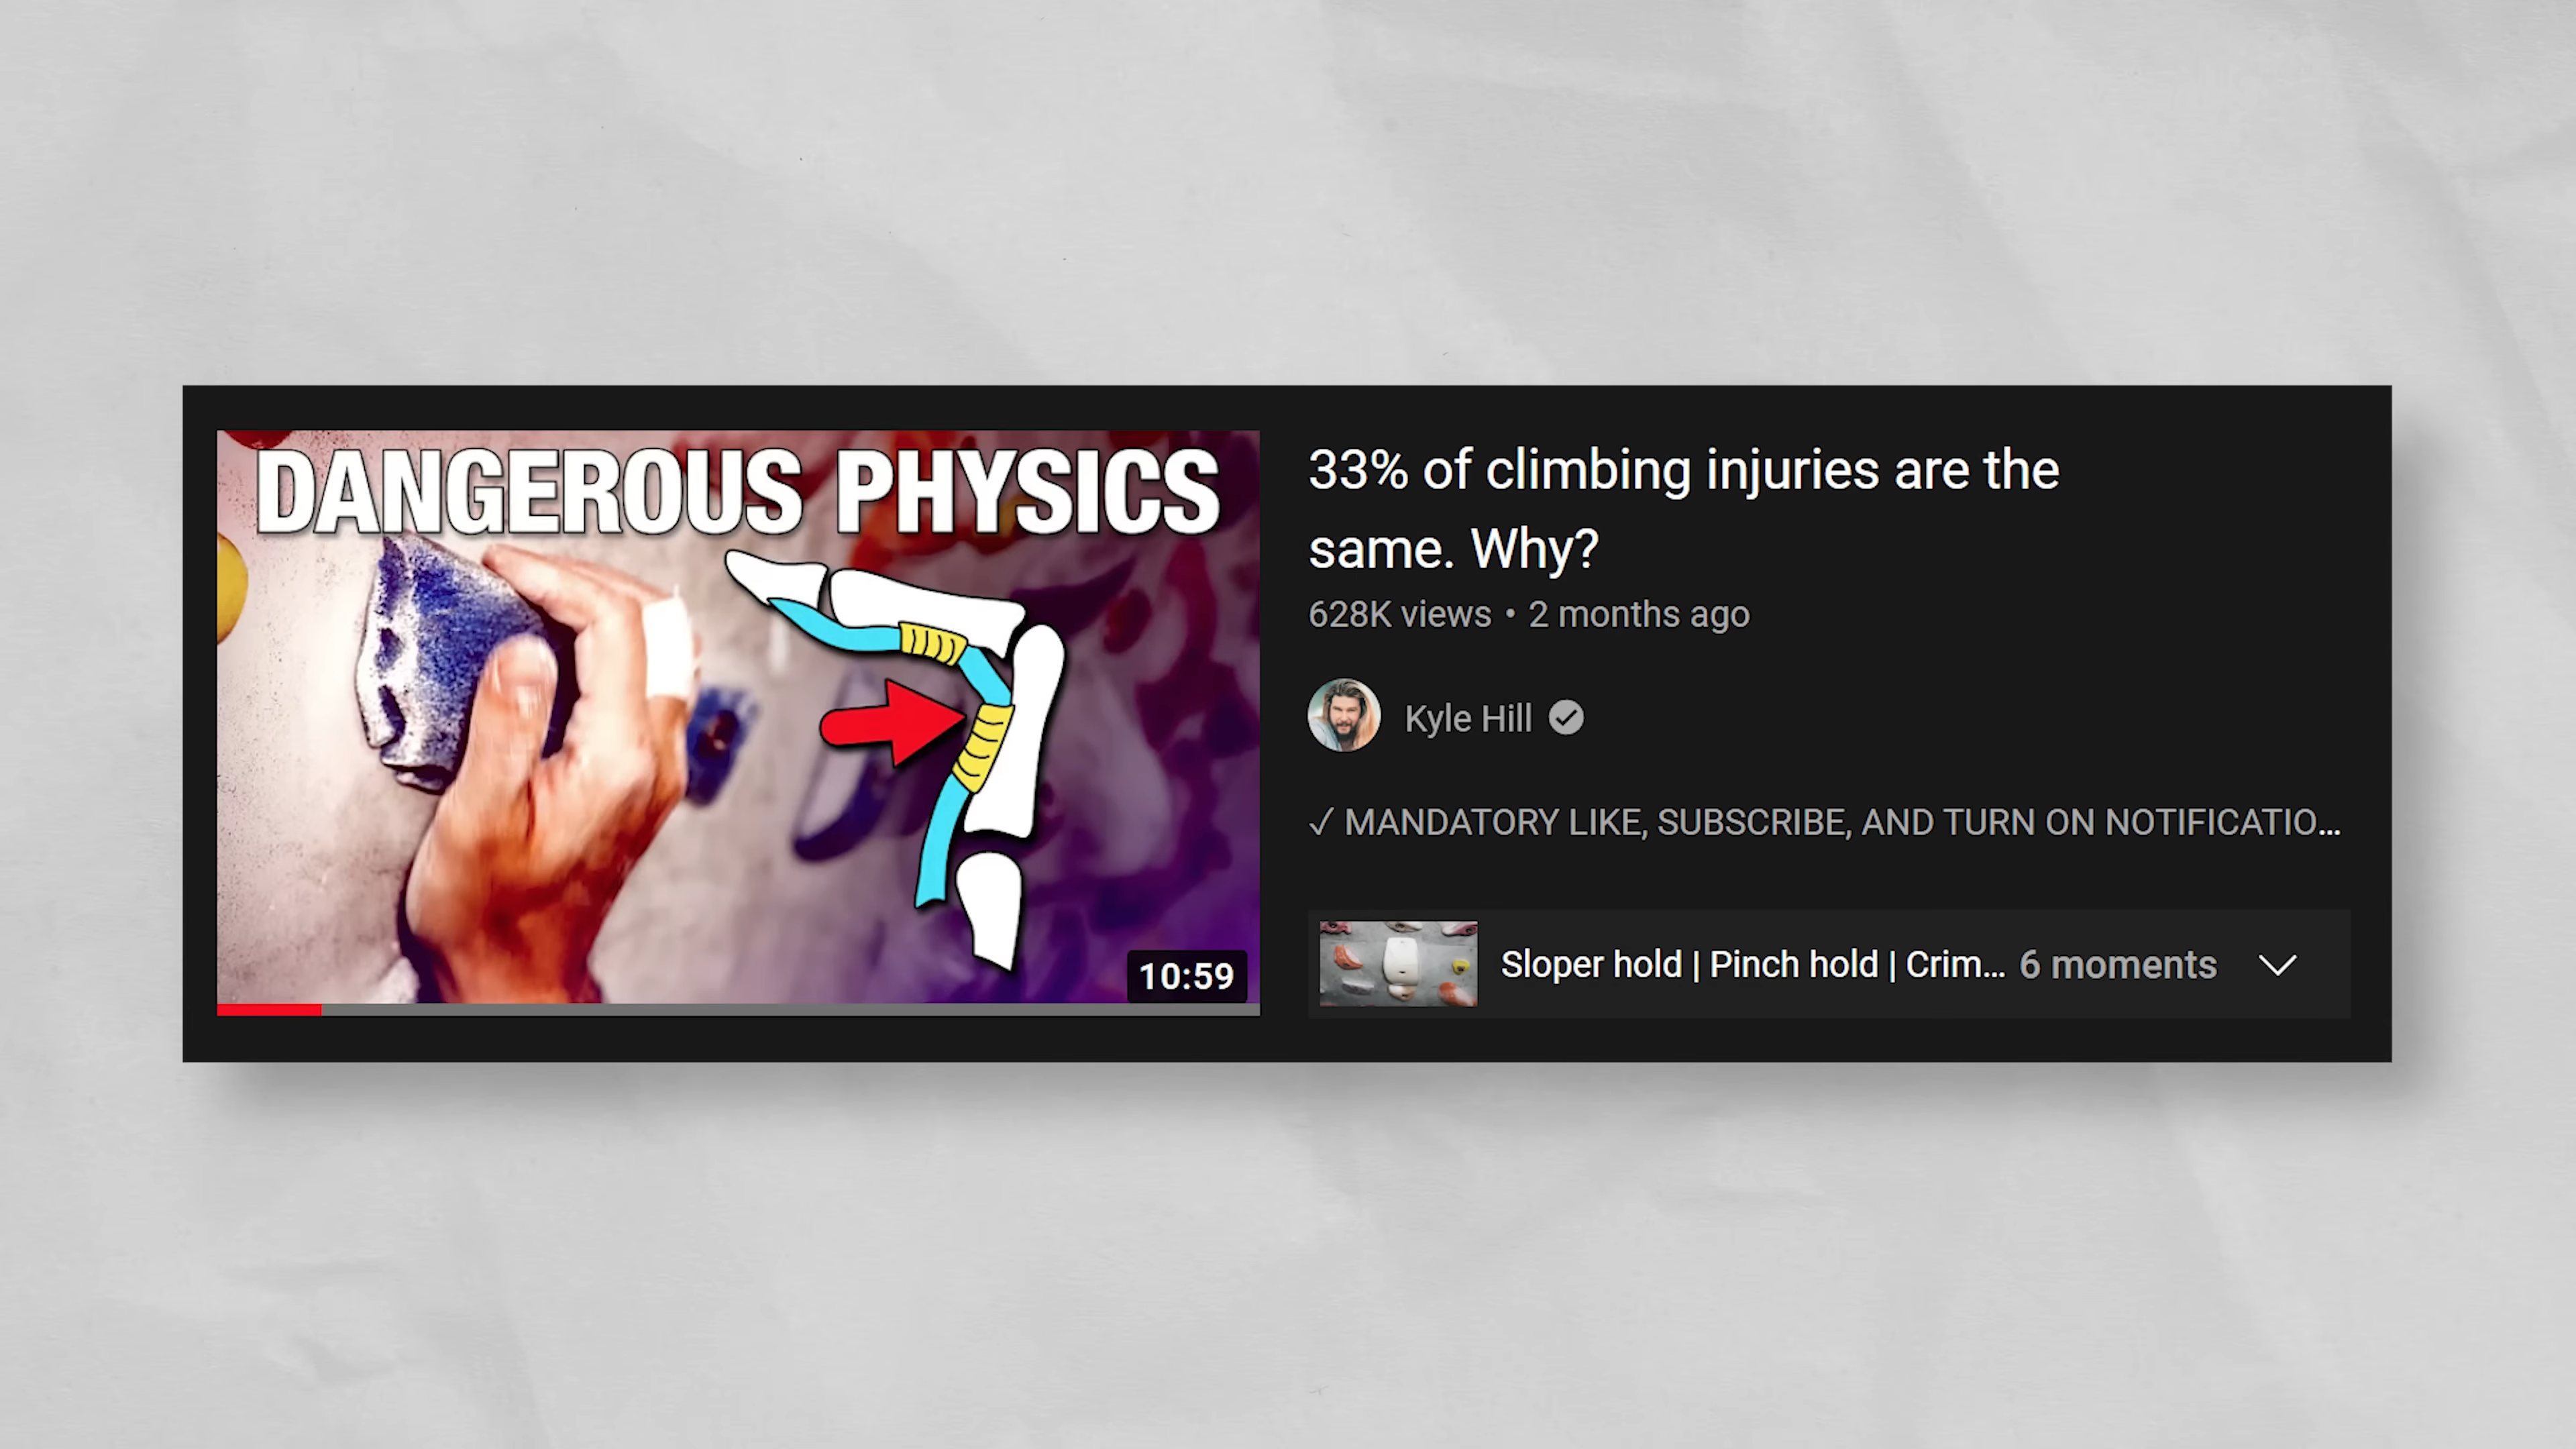 DANGEROUS PHYSICS
10:59
33% of climbing injuries are the
same. Why?
628K views • 2 months ago
Kyle Hill
✓ MANDATORY LIKE, SUBSCRIBE, AND TURN ON NOTIFICATIO...
Sloper hold | Pinch hold | Crim... 6 moments